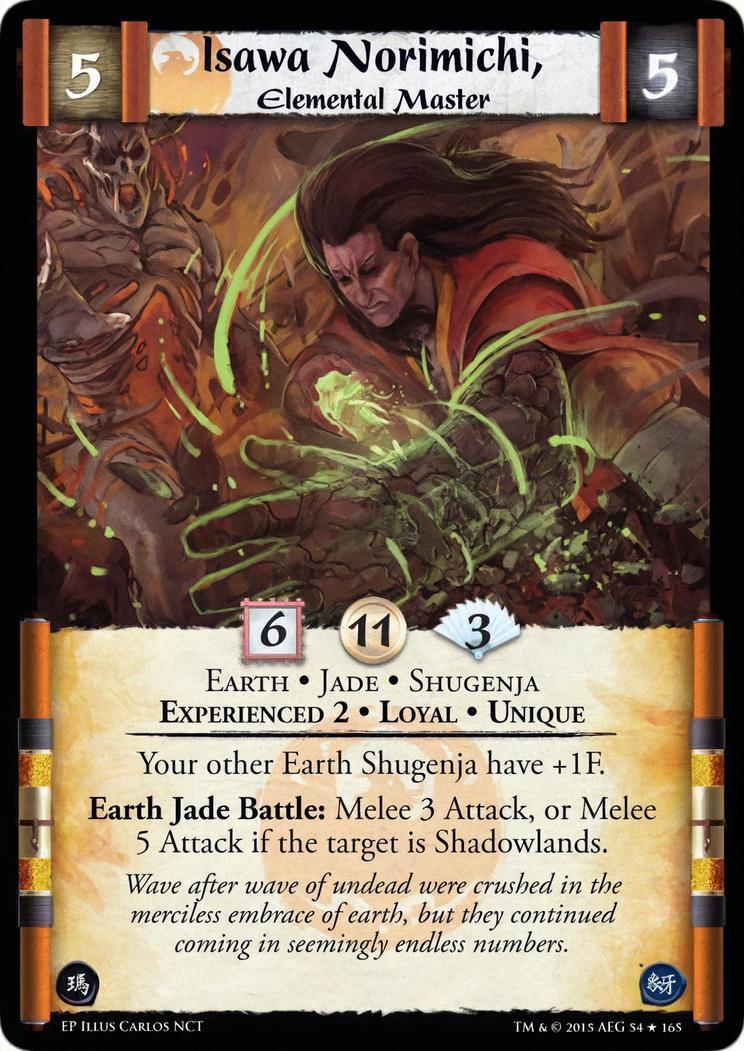 5
Isawa Norimichi,
5
Elemental Master
6 11 3
Earth • Jade • Shugenja
Experienced 2 • Loyal • Unique
Your other Earth Shugenja have +1F.
Earth Jade Battle: Melee 3 Attack, or Melee
5 Attack if the target is Shadowlands.
Wave after wave of undead were crushed in the
merciless embrace of earth, but they continued
coming in seemingly endless numbers.
EP Illus Carlos NCT
TM & © 2015 AEG S4 ★ 165